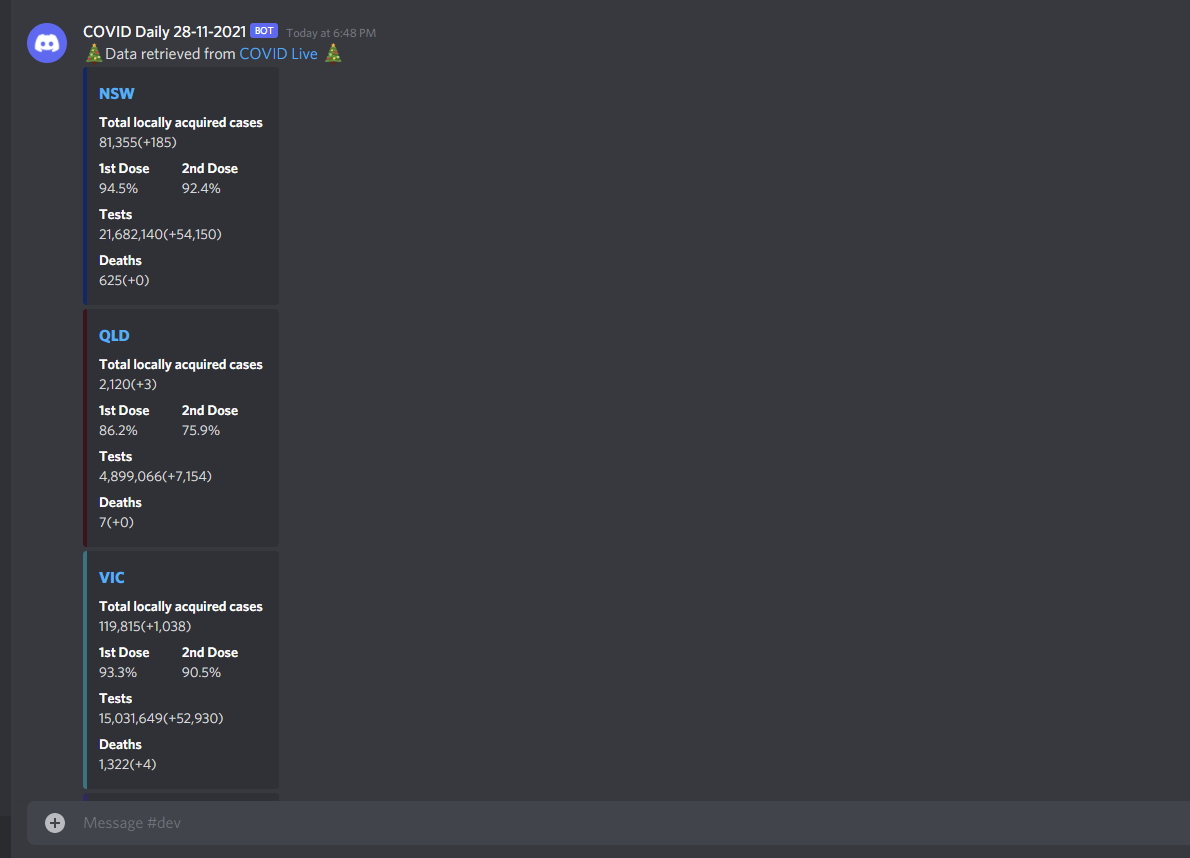 COVID Daily 28-11-2021 BOT Today at 6:48 PM
🎄Data retrieved from COVID Live 🎄
NSW
Total locally acquired cases
81,355(+185)
1st Dose 2nd Dose
94.5% 92.4%
Tests
21,682,140(+54,150)
Deaths
625(+0)
QLD
Total locally acquired cases
2,120(+3)
1st Dose 2nd Dose
86.2% 75.9%
Tests
4,899,066(+7,154)
Deaths
7(+0)
VIC
Total locally acquired cases
119,815(+1,038)
1st Dose 2nd Dose
93.3% 90.5%
Tests
15,031,649(+52,930)
Deaths
1,322(+4)
Message #dev